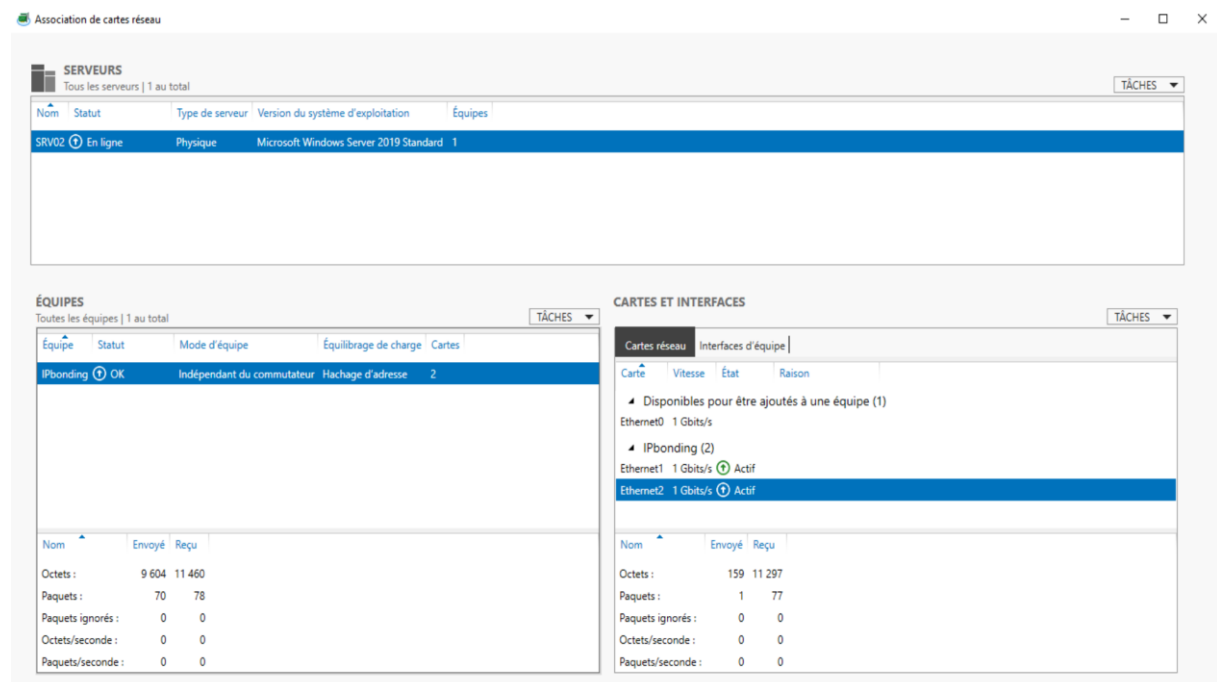 Association de cartes réseau
SERVEURS
Tous les serveurs | 1 au total
TÂCHES
Nom Statut Type de serveur Version du système d'exploitation Équipes
SRV02 En ligne Physique Microsoft Windows Server 2019 Standard 1
ÉQUIPES
Toutes les équipes | 1 au total
TÂCHES
Équipe Statut Mode d'équipe Équilibrage de charge Cartes
IPbonding OK Indépendant du commutateur Hachage d'adresse 2
Nom Envoyé Reçu
Octets : 9 604 11 460
Paquets : 70 78
Paquets ignorés : 0 0
Octets/seconde : 0 0
Paquets/seconde : 0 0
CARTES ET INTERFACES
TÂCHES
Cartes réseau Interfaces d'équipe
Carte Vitesse État Raison
Disponibles pour être ajoutés à une équipe (1)
Ethernet0 1 Gbits/s
IPbonding (2)
Ethernet1 1 Gbits/s Actif
Ethernet2 1 Gbits/s Actif
Nom Envoyé Reçu
Octets : 159 11 297
Paquets : 1 77
Paquets ignorés : 0 0
Octets/seconde : 0 0
Paquets/seconde : 0 0